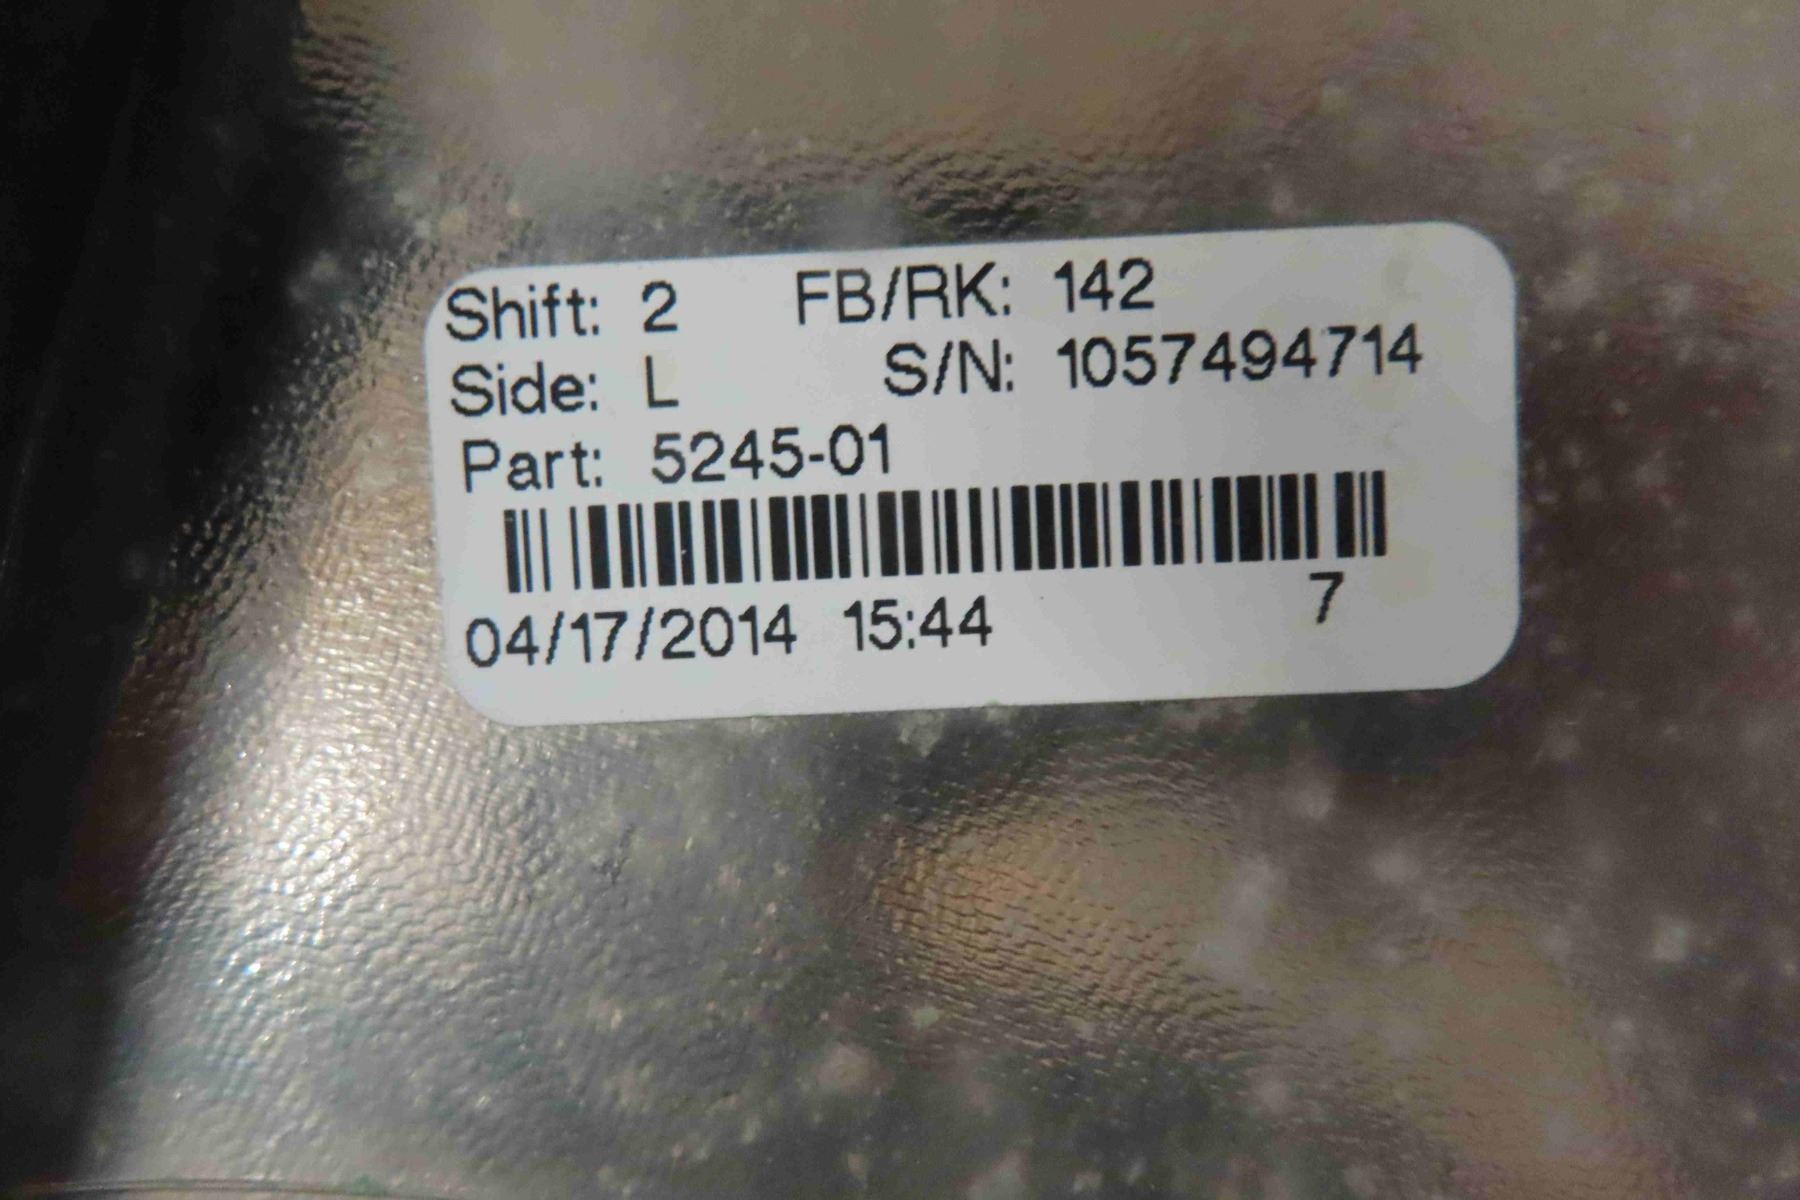 Shift: 2 FB/RK: 142
Side: L S/N: 1057494714
Part: 5245-01
04/17/2014 15:44 7